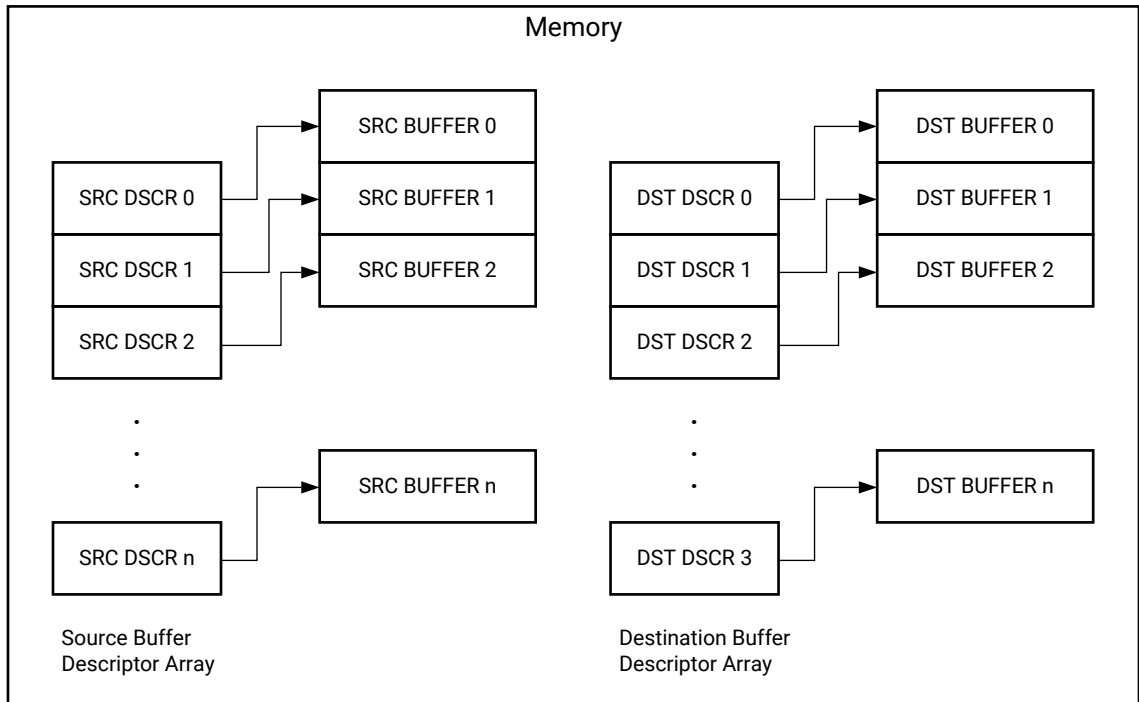 Memory
SRC BUFFER 0
SRC BUFFER 1
SRC BUFFER 2
SRC DSCR 0
SRC DSCR 1
SRC DSCR 2
.
.
.
SRC BUFFER n
SRC DSCR n
Source Buffer
Descriptor Array
DST BUFFER 0
DST BUFFER 1
DST BUFFER 2
DST DSCR 0
DST DSCR 1
DST DSCR 2
.
.
.
DST BUFFER n
DST DSCR 3
Destination Buffer
Descriptor Array